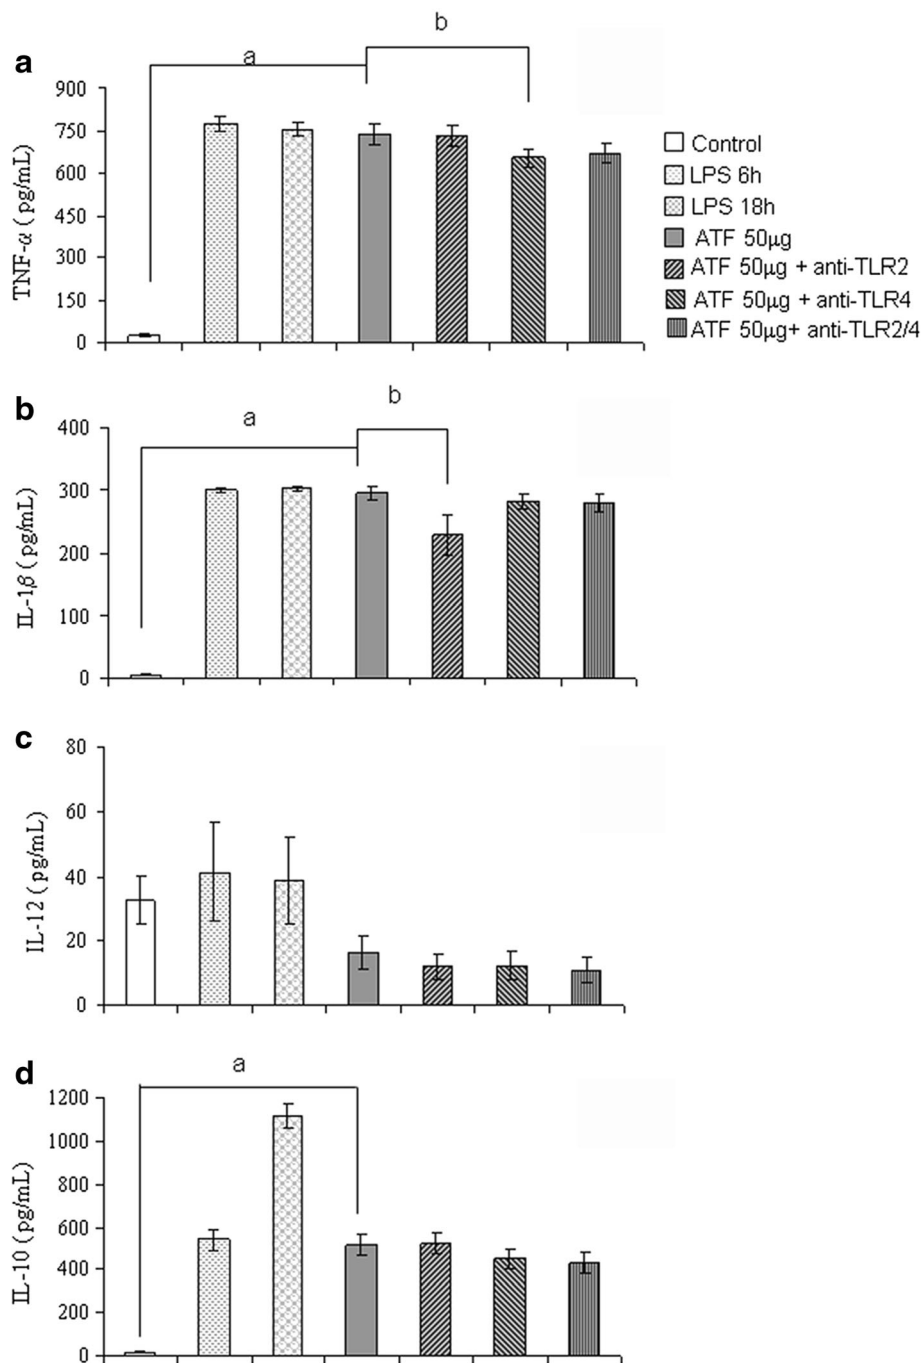 a
a
b
TNF-α ( pg/mL)
900
750
600
450
300
150
0
Control
LPS 6h
LPS 18h
ATF 50µg
ATF 50µg + anti-TLR2
ATF 50µg + anti-TLR4
ATF 50µg+ anti-TLR2/4
b
a
b
IL-1β ( pg/mL)
400
300
200
100
0
c
IL-12 ( pg/mL)
80
60
40
20
0
d
a
IL-10 ( pg/mL)
1200
1000
800
600
400
200
0